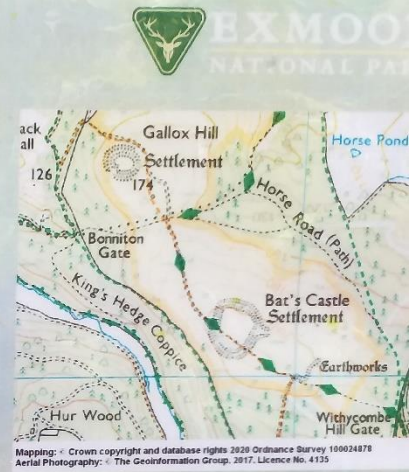 EXMOO
NATIONAL PA
ack
all
Gallox Hill
Settlement
Horse Pond
126
174
Horse Road (Path)
Bonniton
Gate
King's Hedge Coppice
Bat's Castle
Settlement
Earthworks
Hur Wood
Withycombe
Hill Gate
Mapping: © Crown copyright and database rights 2020 Ordnance Survey 100024878
Aerial Photography: © The Geoinformation Group, 2017, Licence No. 4135